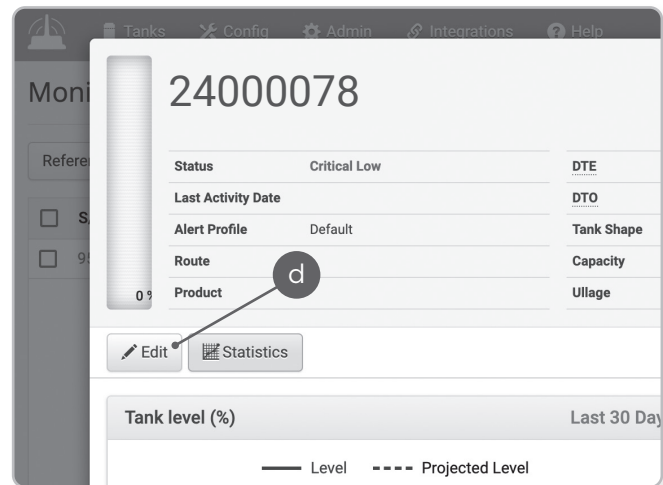 Tanks Config Admin Integrations Help
Moni
24000078
Refere
Status Critical Low DTE
Last Activity Date DTO
S/
Alert Profile Default Tank Shape
95
Route Capacity
d
0 % Product Ullage
Edit Statistics
Tank level (%) Last 30 Day
Level Projected Level